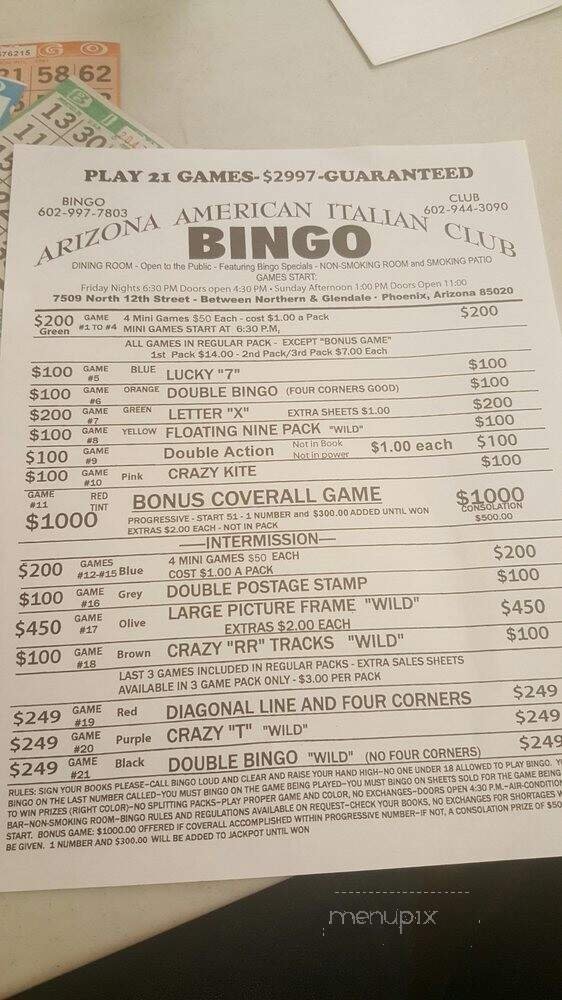 76215 G O
21 58 62
B I
13 30
11
PLAY 21 GAMES-$2997-GUARANTEED
BINGO CLUB
602-997-7803 602-944-3090
ARIZONA AMERICAN ITALIAN CLUB
BINGO
DINING ROOM - Open to the Public - Featuring Bingo Specials - NON-SMOKING ROOM and SMOKING PATIO
GAMES START:
Friday Nights 6:30 PM Doors open 4:30 PM • Sunday Afternoon 1:00 PM Doors Open 11:00
7509 North 12th Street - Between Northern & Glendale - Phoenix, Arizona 85020
$200 GAME 4 Mini Games $50 Each - cost $1.00 a Pack $200
Green #1 TO #4 MINI GAMES START AT 6:30 P.M,
ALL GAMES IN REGULAR PACK - EXCEPT "BONUS GAME"
1st Pack $14.00 - 2nd Pack/3rd Pack $7.00 Each
$100 GAME #5 BLUE LUCKY "7" $100
$100 GAME #6 ORANGE DOUBLE BINGO (FOUR CORNERS GOOD) $100
$200 GAME #7 GREEN LETTER "X" EXTRA SHEETS $1.00 $200
$100 GAME #8 YELLOW FLOATING NINE PACK "WILD" $100
$100 GAME #9 Double Action Not in Book Not in power $1.00 each $100
$100 GAME #10 Pink CRAZY KITE $100
GAME #11 RED TINT BONUS COVERALL GAME $1000
$1000 PROGRESSIVE - START 51 - 1 NUMBER and $300.00 ADDED UNTIL WON CONSOLATION
EXTRAS $2.00 EACH - NOT IN PACK $500.00
—INTERMISSION—
$200 GAMES #12-#15 Blue 4 MINI GAMES $50 EACH $200
COST $1.00 A PACK
$100 GAME #16 Grey DOUBLE POSTAGE STAMP $100
$450 GAME #17 Olive LARGE PICTURE FRAME "WILD" $450
EXTRAS $2.00 EACH
$100 GAME #18 Brown CRAZY "RR" TRACKS "WILD" $100
LAST 3 GAMES INCLUDED IN REGULAR PACKS - EXTRA SALES SHEETS
AVAILABLE IN 3 GAME PACK ONLY - $3.00 PER PACK
$249 GAME #19 Red DIAGONAL LINE AND FOUR CORNERS $249
$249 GAME #20 Purple CRAZY "T" "WILD" $249
$249 GAME #21 Black DOUBLE BINGO "WILD" (NO FOUR CORNERS) $249
RULES: SIGN YOUR BOOKS PLEASE–CALL BINGO LOUD AND CLEAR AND RAISE YOUR HAND HIGH–NO ONE UNDER 18 ALLOWED TO PLAY BINGO.
BINGO ON THE LAST NUMBER CALLED–YOU MUST BINGO ON THE GAME BEING PLAYED–YOU MUST BINGO ON SHEETS SOLD FOR THE GAME BEING
TO WIN PRIZES (RIGHT COLOR)–NO SPLITTING PACKS–PLAY PROPER GAME AND COLOR, NO EXCHANGES–DOORS OPEN 4:30 P.M.–AIR-CONDITIO
BAR–NON-SMOKING ROOM–BINGO RULES AND REGULATIONS AVAILABLE ON REQUEST–CHECK YOUR BOOKS, NO EXCHANGES FOR SHORTAGES
START. BONUS GAME: $1000.00 OFFERED IF COVERALL ACCOMPLISHED WITHIN PROGRESSIVE NUMBER–IF NOT, A CONSOLATION PRIZE OF $50
BE GIVEN. 1 NUMBER AND $300.00 WILL BE ADDED TO JACKPOT UNTIL WON
menupix